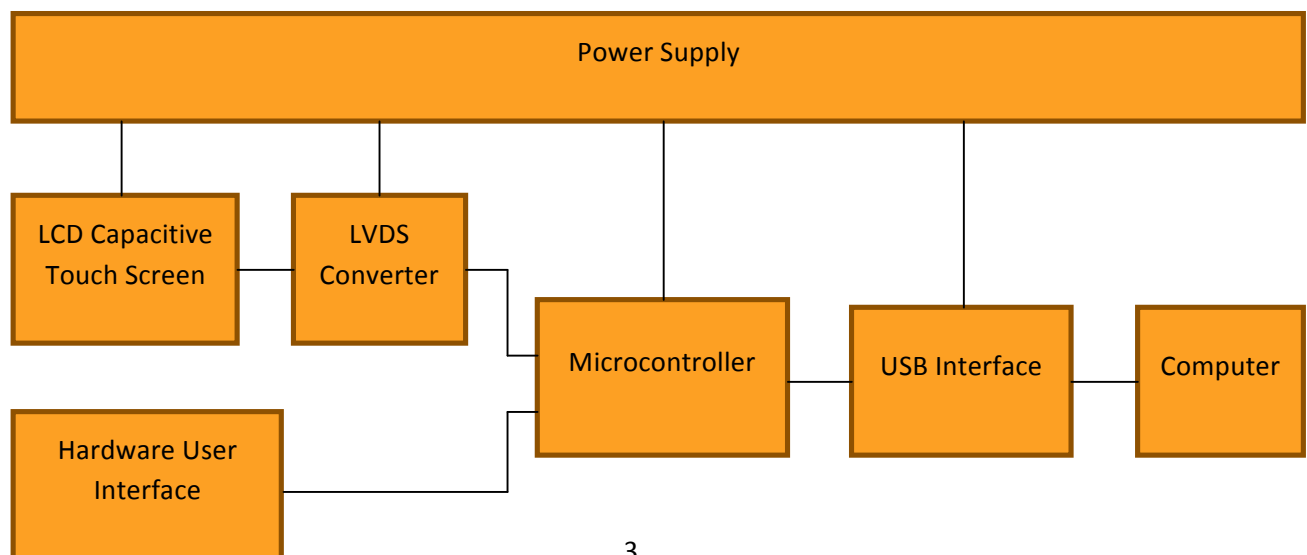 Power Supply
LCD Capacitive
Touch Screen
LVDS
Converter
Microcontroller
USB Interface
Computer
Hardware User
Interface
3